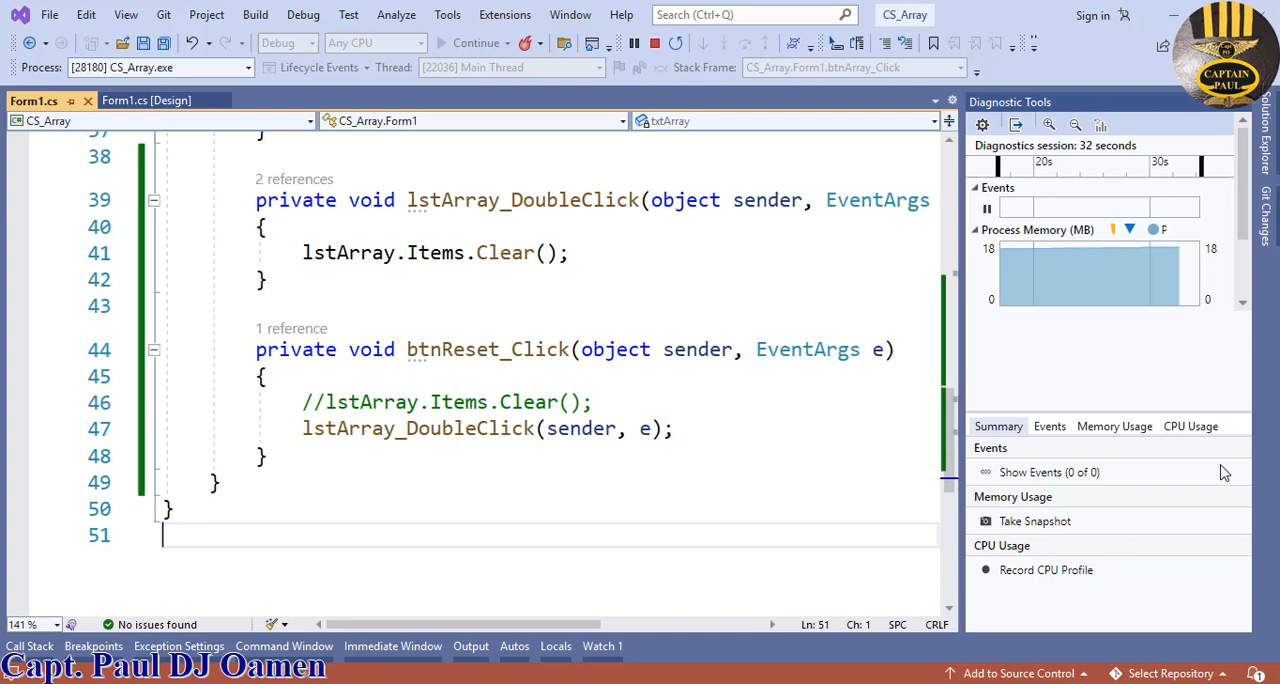 File Edit View Git Project Build Debug Test Analyze Tools Extensions Window Help Search (Ctrl+Q) CS_Array Sign in
Debug Any CPU Continue
Process: [28180] CS_Array.exe Lifecycle Events Thread: [22036] Main Thread Stack Frame: CS_Array.Form1.btnArray_Click
CAPTAIN
PAUL
Form1.cs Form1.cs [Design]
CS_Array CS_Array.Form1 txtArray
37 }
38
2 references
39 private void lstArray_DoubleClick(object sender, EventArgs
40 {
41 lstArray.Items.Clear();
42 }
43
1 reference
44 private void btnReset_Click(object sender, EventArgs e)
45 {
46 //lstArray.Items.Clear();
47 lstArray_DoubleClick(sender, e);
48 }
49 }
50 }
51
141 % No issues found Ln: 51 Ch: 1 SPC CRLF
Diagnostic Tools
Diagnostics session: 32 seconds
20s 30s
Events
Process Memory (MB) P
18 18
0 0
Summary Events Memory Usage CPU Usage
Events
Show Events (0 of 0)
Memory Usage
Take Snapshot
CPU Usage
Record CPU Profile
Solution Explorer
Git Changes
Call Stack Breakpoints Exception Settings Command Window Immediate Window Output Autos Locals Watch 1
Capt. Paul DJ Oamen
Add to Source Control Select Repository 1